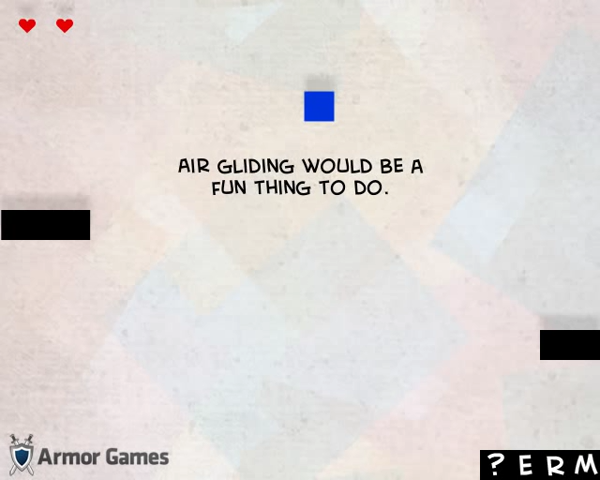 AIR GLIDING WOULD BE A
FUN THING TO DO.
Armor Games
? E R M